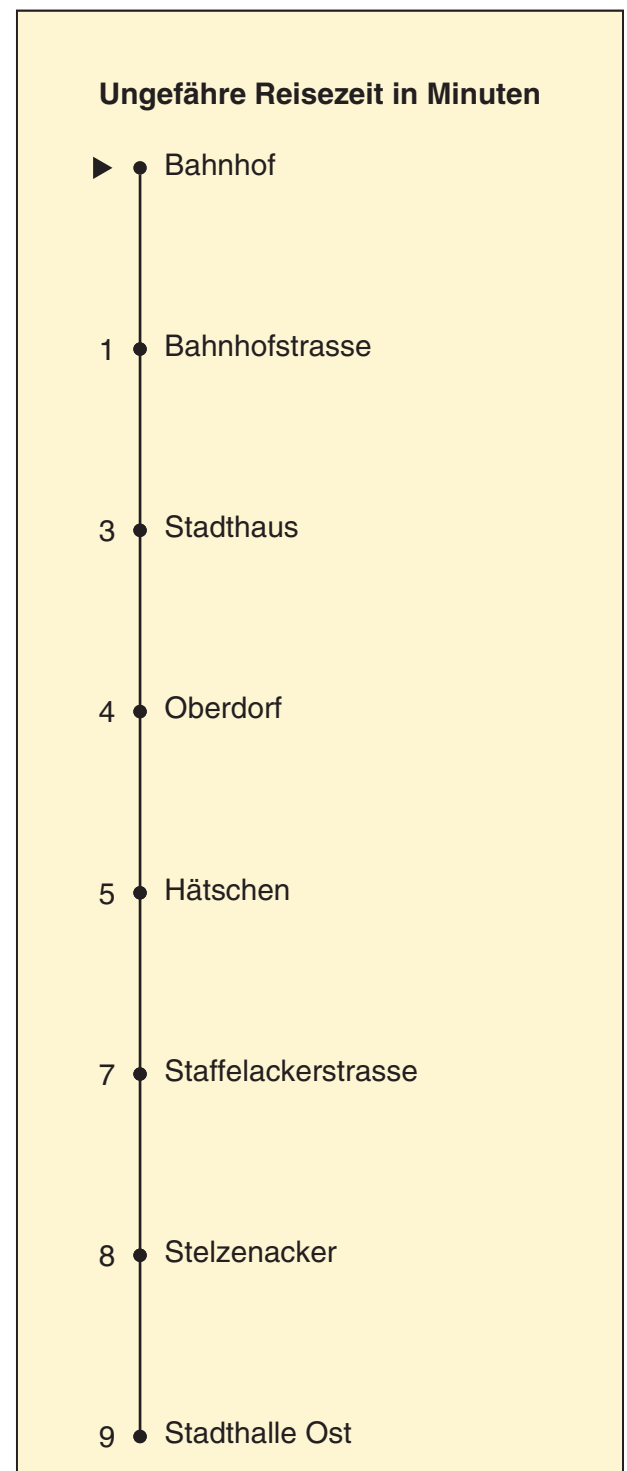 Ungefähre Reisezeit in Minuten
Bahnhof
1 Bahnhofstrasse
3 Stadthaus
4 Oberdorf
5 Hätschen
7 Staffelackerstrasse
8 Stelzenacker
9 Stadthalle Ost